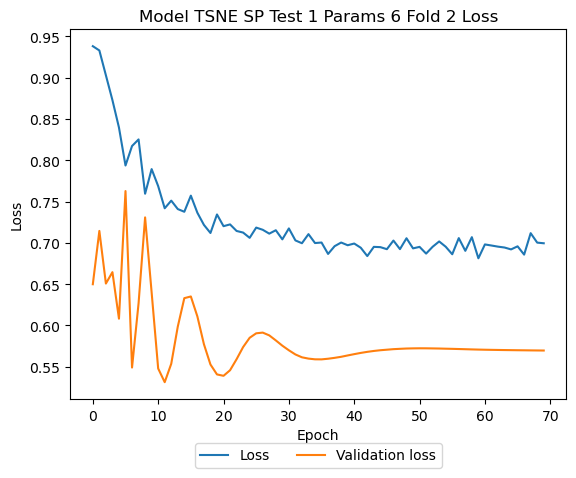 Model TSNE SP Test 1 Params 6 Fold 2 Loss
0.95
0.90
0.85
0.80
0.75
0.70
0.65
0.60
0.55
Loss
0 10 20 30 40 50 60 70
Epoch
Loss Validation loss